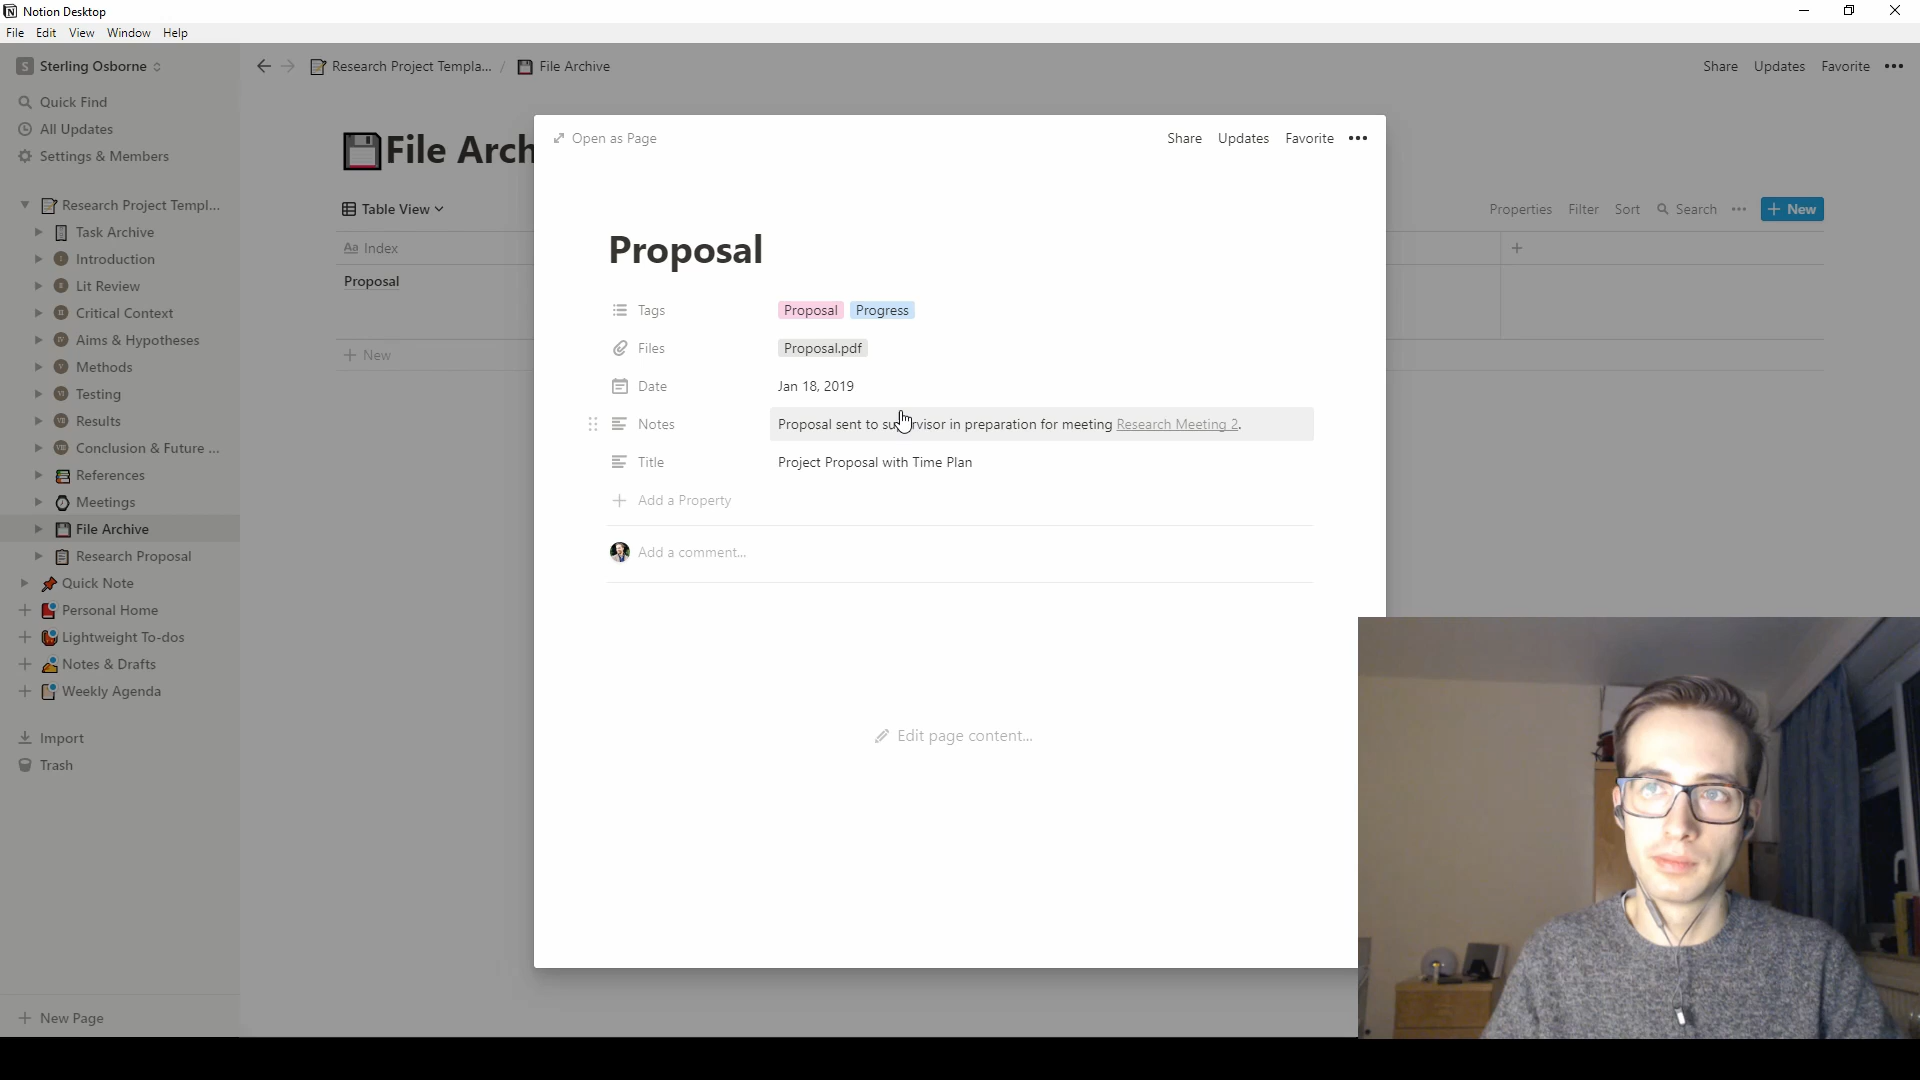 Notion Desktop
File Edit View Window Help
S Sterling Osborne
Research Project Templa... / File Archive
Share Updates Favorite
Quick Find
All Updates
Settings & Members
Research Project Templ...
Task Archive
Introduction
Lit Review
Critical Context
Aims & Hypotheses
Methods
Testing
Results
Conclusion & Future ...
References
Meetings
File Archive
Research Proposal
Quick Note
Personal Home
Lightweight To-dos
Notes & Drafts
Weekly Agenda
Import
Trash
New Page
File Arch
Table View
Properties Filter Sort Search New
Aa Index
Proposal
New
Open as Page
Share Updates Favorite
Proposal
Tags Proposal Progress
Files Proposal.pdf
Date Jan 18, 2019
Notes Proposal sent to supervisor in preparation for meeting Research Meeting 2.
Title Project Proposal with Time Plan
Add a Property
Add a comment...
Edit page content...